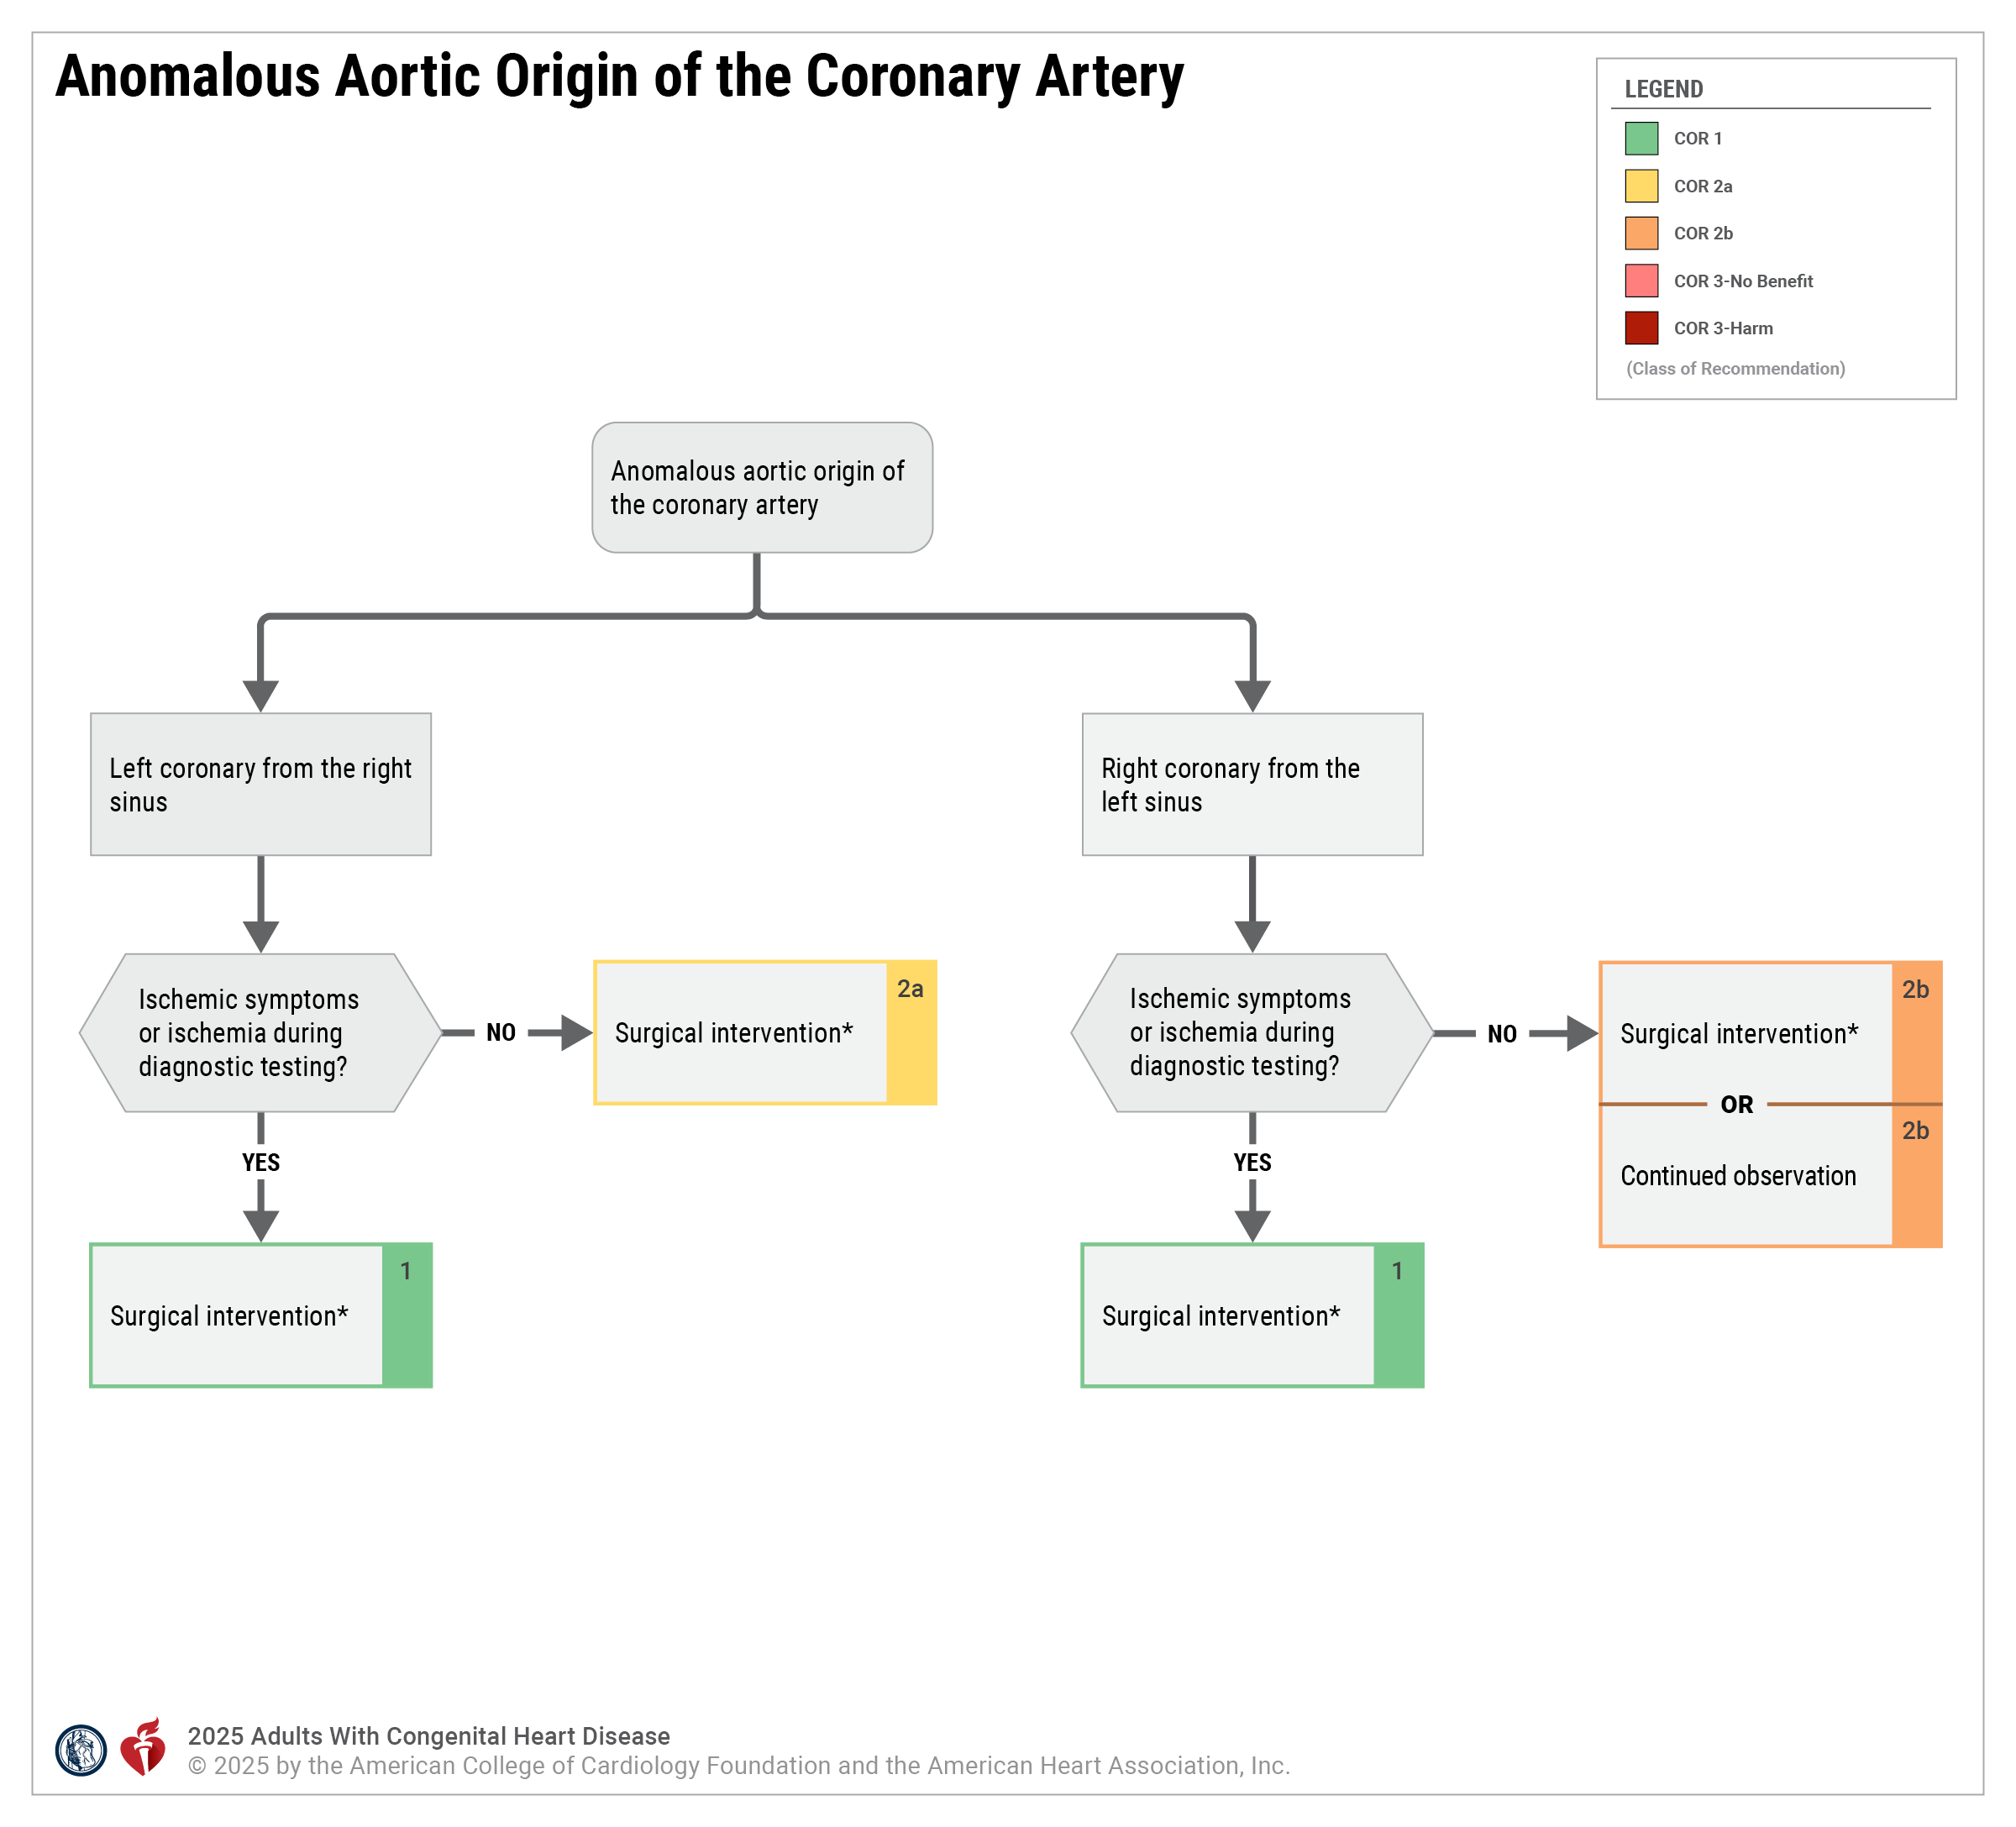 Anomalous Aortic Origin of the Coronary Artery
LEGEND
COR 1
COR 2a
COR 2b
COR 3-No Benefit
COR 3-Harm
(Class of Recommendation)
Anomalous aortic origin of
the coronary artery
Left coronary from the right
sinus
Right coronary from the
left sinus
Ischemic symptoms
or ischemia during
diagnostic testing?
NO
2a
Surgical intervention*
YES
1
Surgical intervention*
Ischemic symptoms
or ischemia during
diagnostic testing?
NO
2b
Surgical intervention*
OR
2b
Continued observation
YES
1
Surgical intervention*
2025 Adults With Congenital Heart Disease
© 2025 by the American College of Cardiology Foundation and the American Heart Association, Inc.